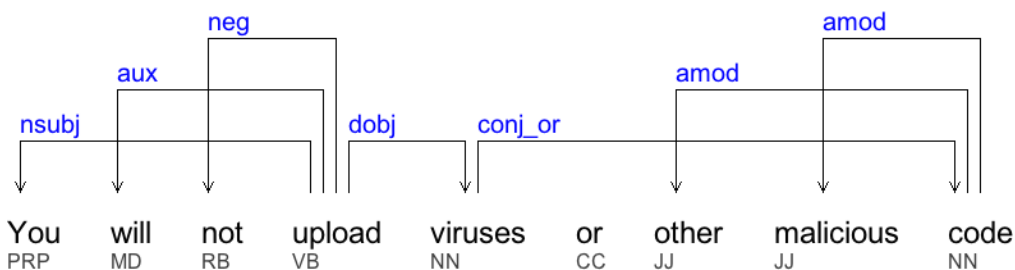 neg amod
aux amod
nsubj dobj conj_or
You will not upload viruses or other malicious code
PRP MD RB VB NN CC JJ JJ NN